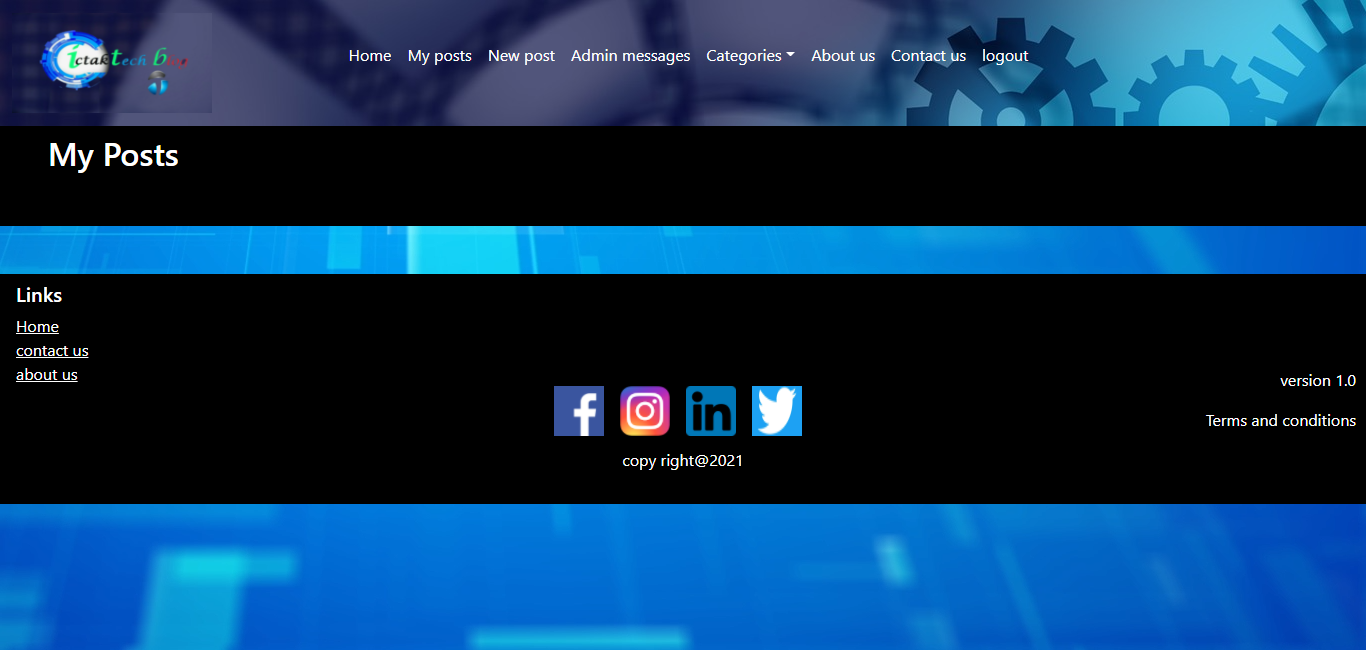 ictakTech Blog
Home My posts New post Admin messages Categories About us Contact us logout
My Posts
Links
Home
contact us
about us
version 1.0
Terms and conditions
copy right@2021